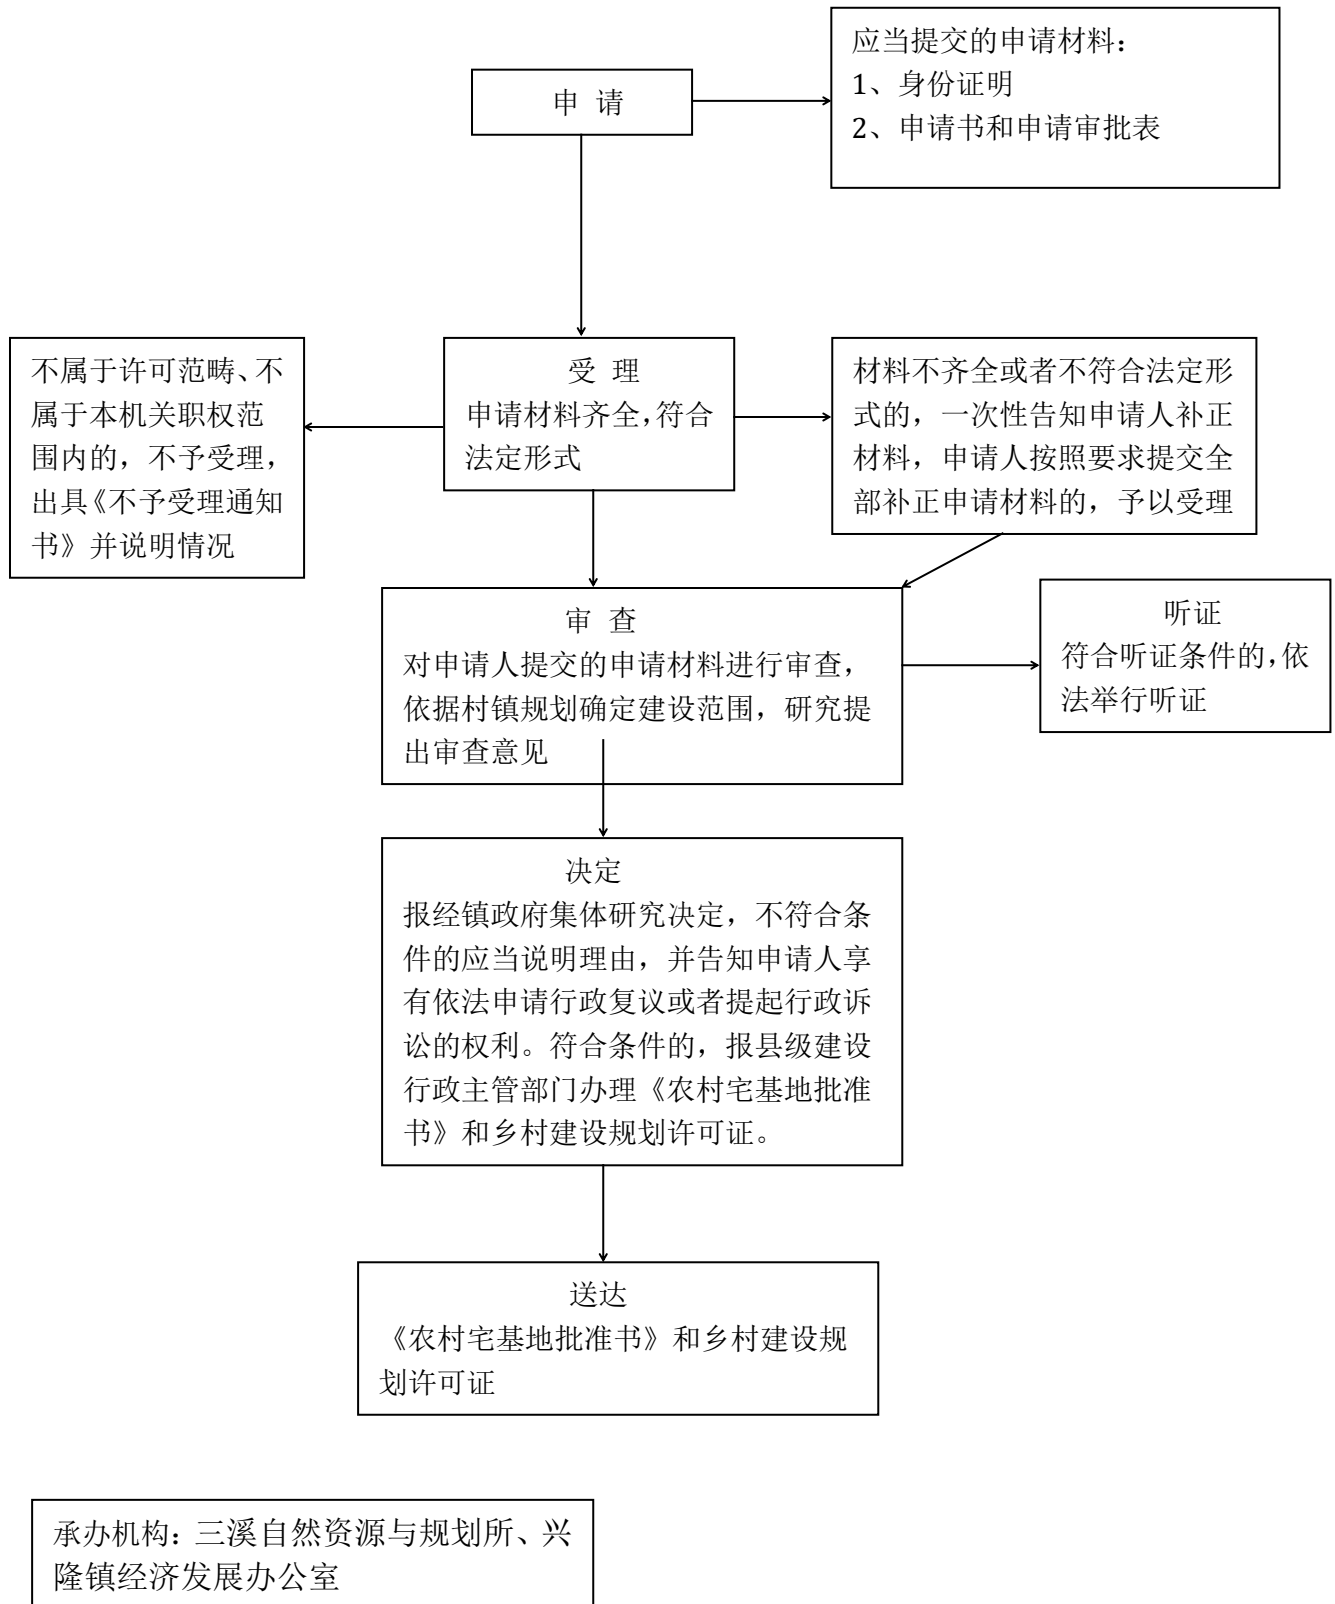 申 请
应当提交的申请材料：
1、身份证明
2、申请书和申请审批表
不属于许可范畴、不
属于本机关职权范
围内的，不予受理，
出具《不予受理通知
书》并说明情况
受 理
申请材料齐全，符合
法定形式
材料不齐全或者不符合法定形
式的，一次性告知申请人补正
材料，申请人按照要求提交全
部补正申请材料的，予以受理
审 查
对申请人提交的申请材料进行审查，
依据村镇规划确定建设范围，研究提
出审查意见
听证
符合听证条件的，依
法举行听证
决定
报经镇政府集体研究决定，不符合条
件的应当说明理由，并告知申请人享
有依法申请行政复议或者提起行政诉
讼的权利。符合条件的，报县级建设
行政主管部门办理《农村宅基地批准
书》和乡村建设规划许可证。
送达
《农村宅基地批准书》和乡村建设规
划许可证
承办机构：三溪自然资源与规划所、兴
隆镇经济发展办公室